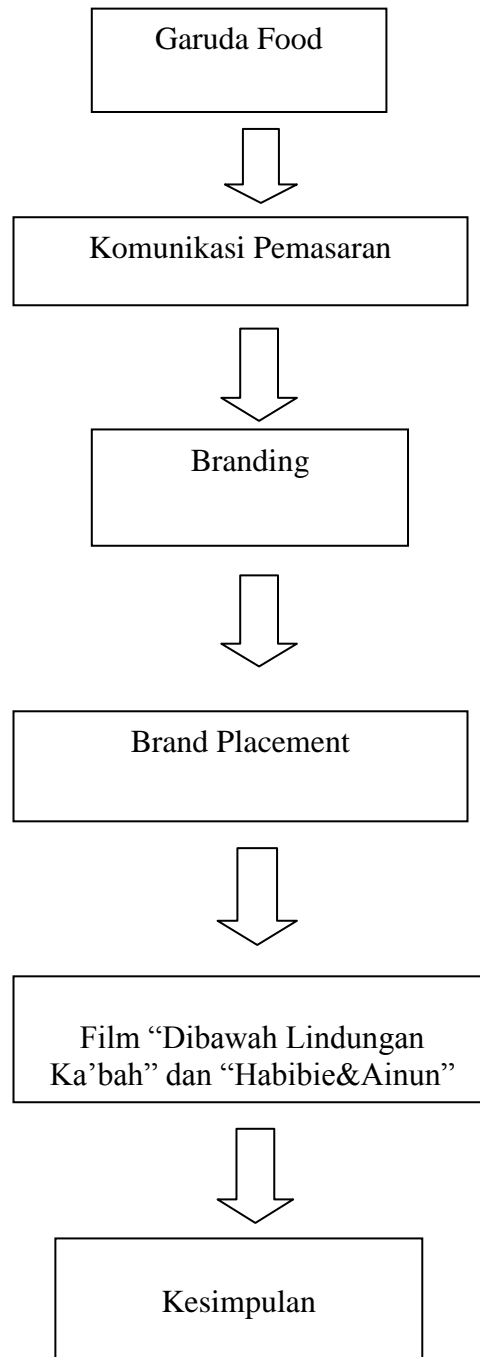 Garuda Food
Komunikasi Pemasaran
Branding
Brand Placement
Film “Dibawah Lindungan
Ka’bah” dan “Habibie&Ainun”
Kesimpulan